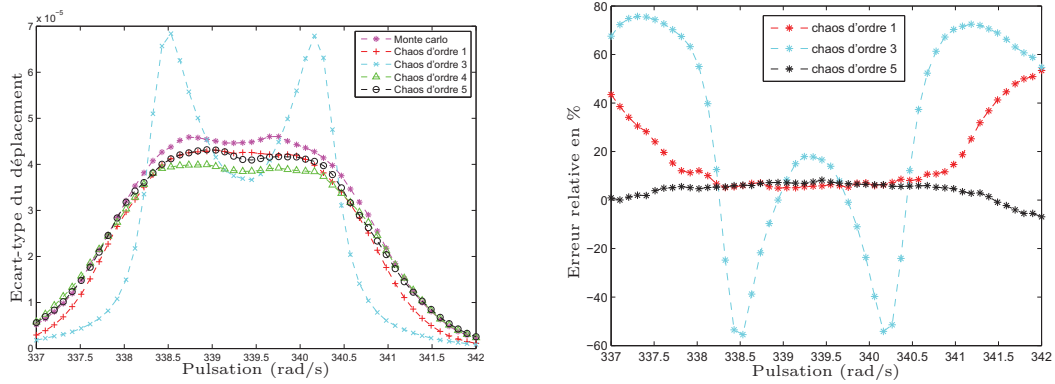 x 10⁻⁵
7
6
5
4
3
2
1
0
337
337.5
338
338.5
339
339.5
340
340.5
341
341.5
342
Ecart-type du déplacement
Pulsation (rad/s)
Monte carlo
Chaos d'ordre 1
Chaos d'ordre 3
Chaos d'ordre 4
Chaos d'ordre 5
80
60
40
20
0
−20
−40
−60
337
337.5
338
338.5
339
339.5
340
340.5
341
341.5
342
Erreur relative en %
Pulsation (rad/s)
chaos d'ordre 1
chaos d'ordre 3
chaos d'ordre 5